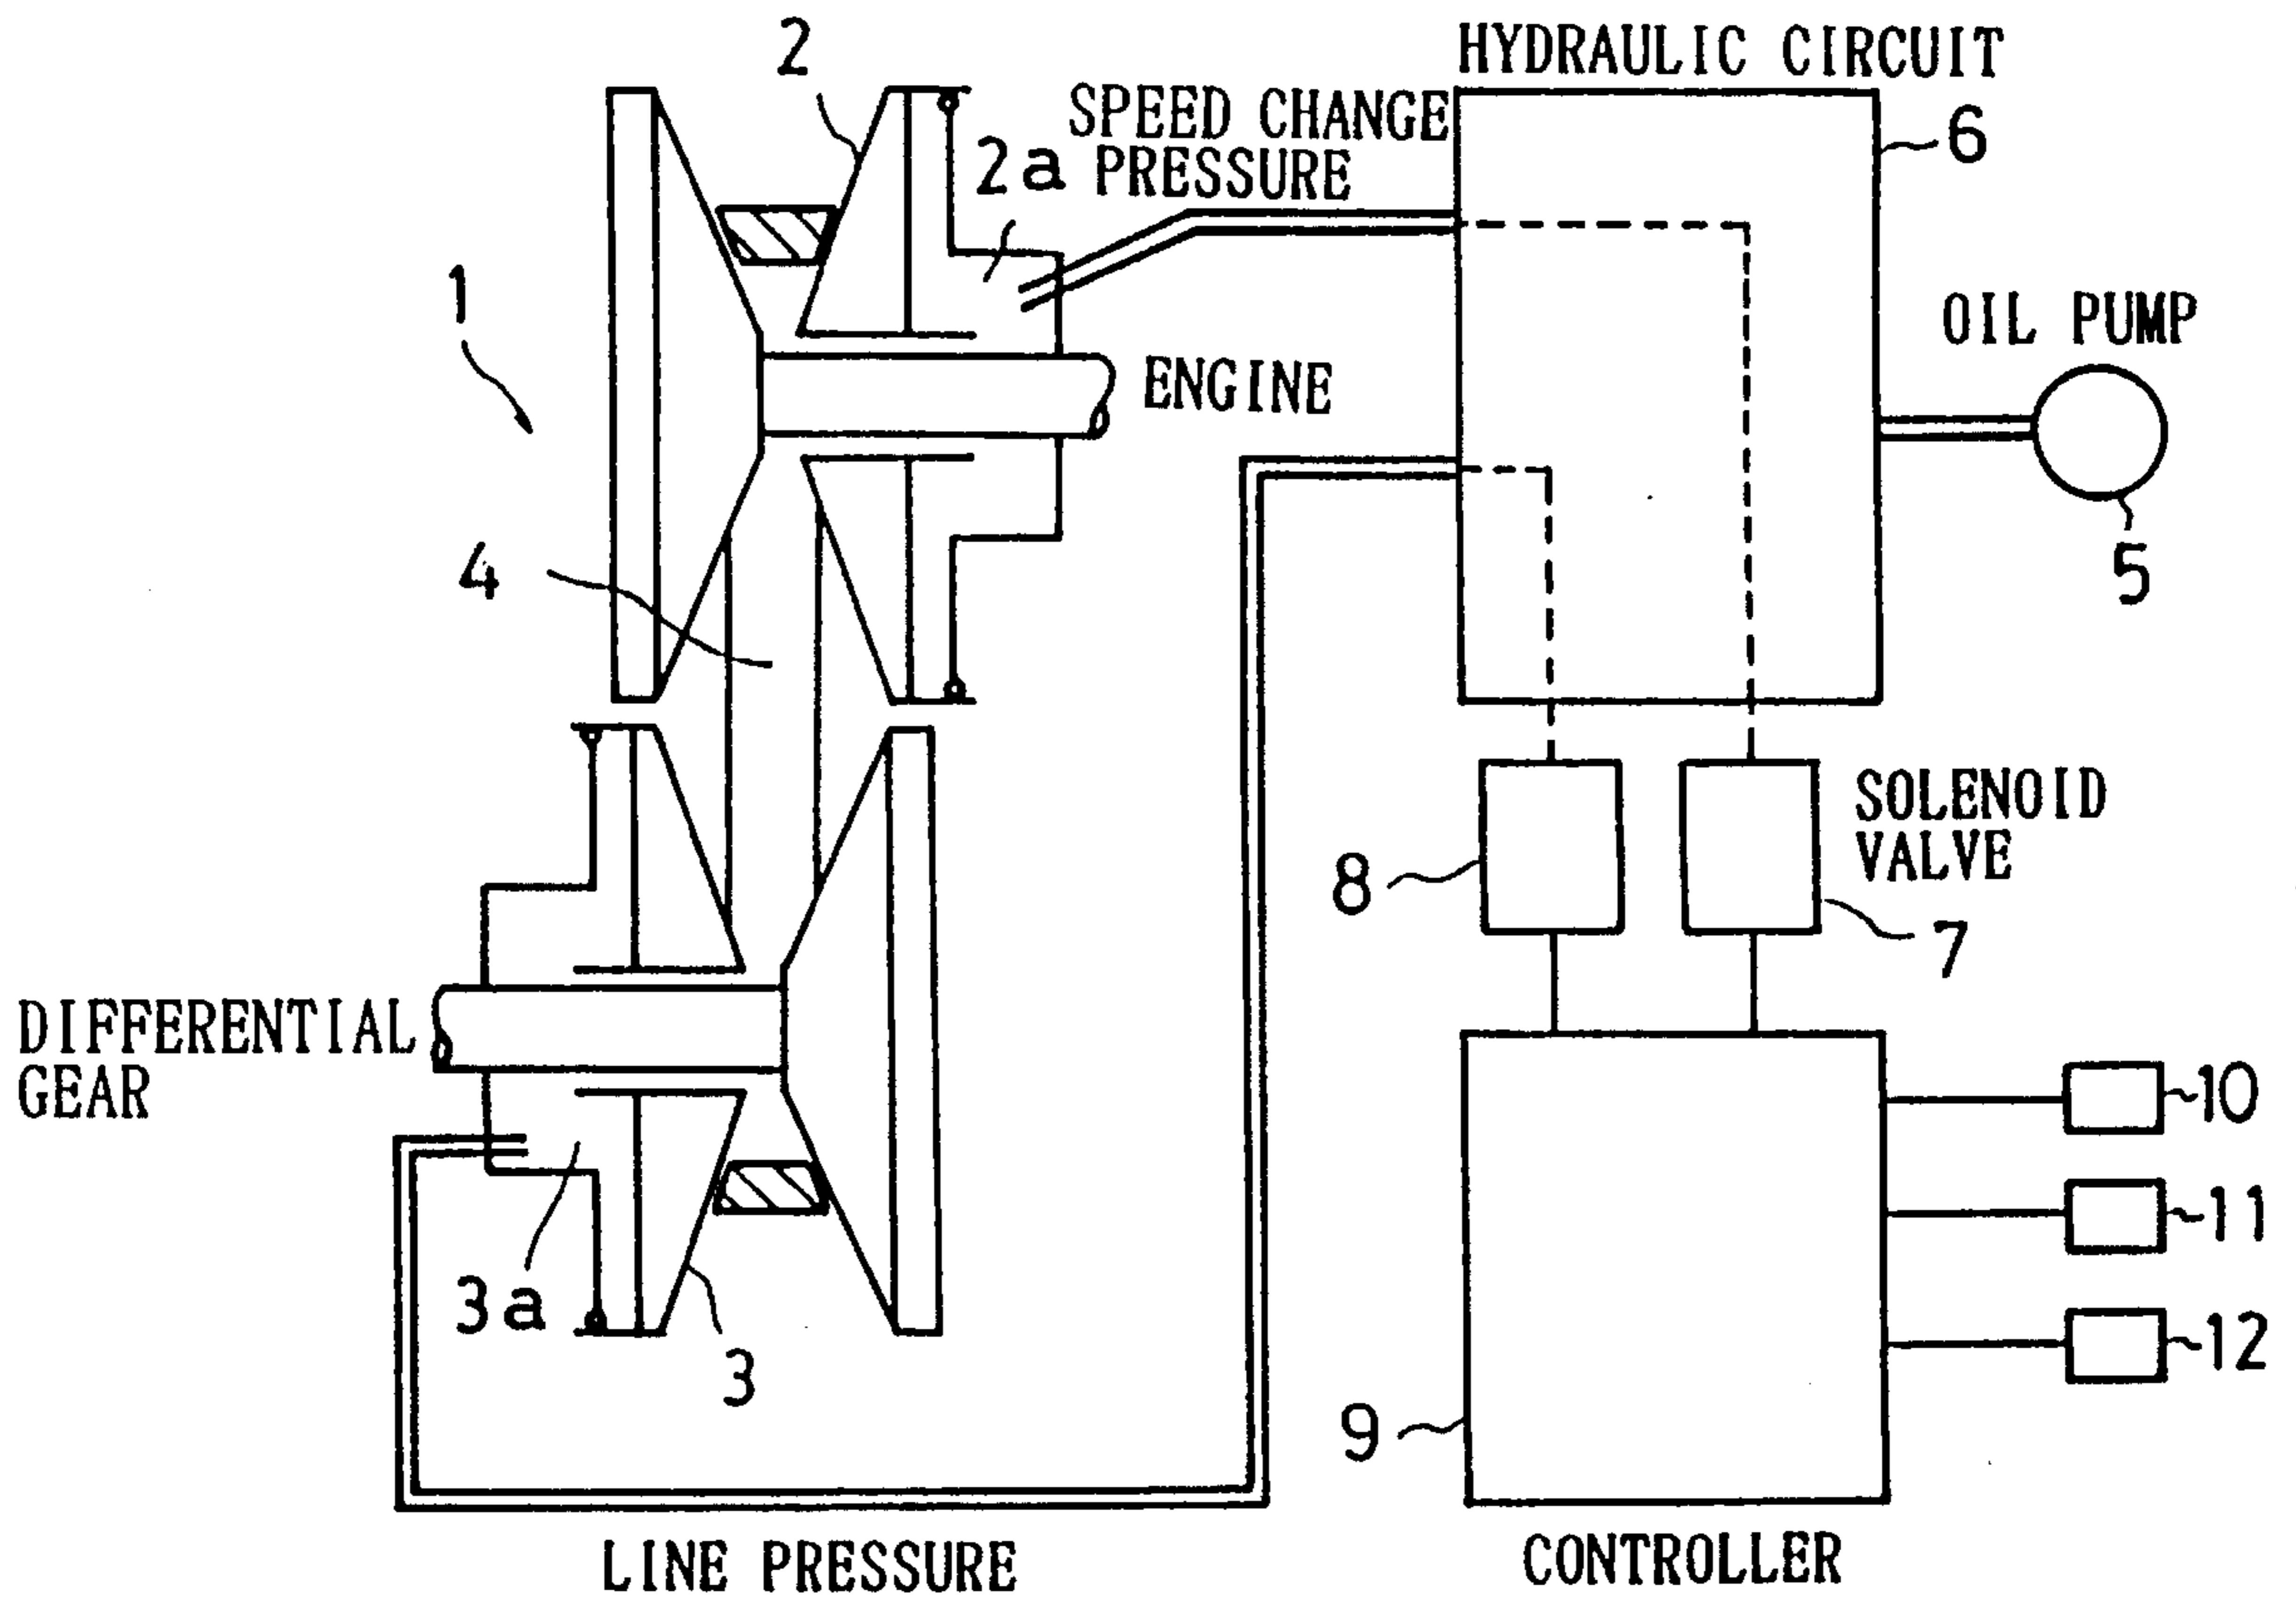 2
HYDRAULIC CIRCUIT
SPEED CHANGE
2a PRESSURE
6
1
OIL PUMP
ENGINE
4
5
SOLENOID
VALVE
8
7
DIFFERENTIAL
GEAR
10
11
3a
12
3
9
LINE PRESSURE
CONTROLLER